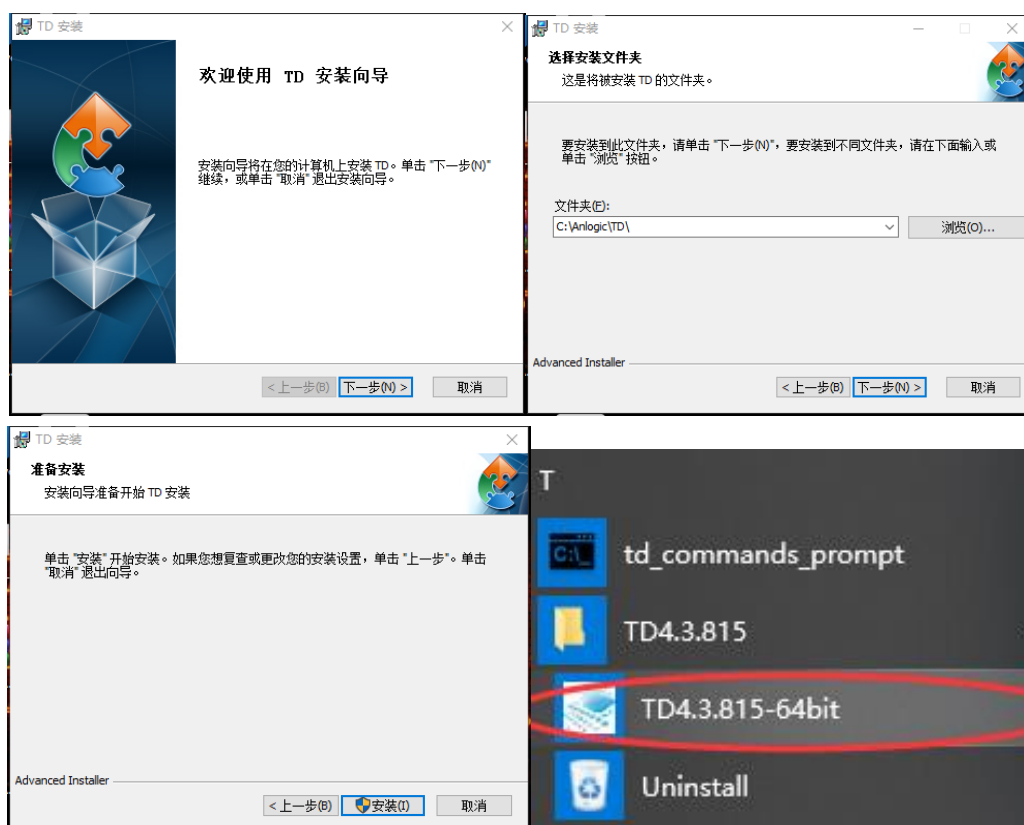 TD 安装
欢迎使用 TD 安装向导
安装向导将在您的计算机上安装 TD。单击 "下一步(N)"
继续，或单击 "取消" 退出安装向导。
< 上一步(B)
下一步(N) >
取消
TD 安装
选择安装文件夹
这是将被安装 TD 的文件夹。
要安装到此文件夹，请单击 "下一步(N)"，要安装到不同文件夹，请在下面输入或
单击 "浏览" 按钮。
文件夹(F):
C:\Anlogic\TD\
浏览(O)...
Advanced Installer
< 上一步(B)
下一步(N) >
取消
TD 安装
准备安装
安装向导准备开始 TD 安装
单击 "安装" 开始安装。如果您想复查或更改您的安装设置，单击 "上一步"。单击
"取消" 退出向导。
Advanced Installer
< 上一步(B)
安装(I)
取消
T
C:\_
td_commands_prompt
TD4.3.815
TD4.3.815-64bit
Uninstall